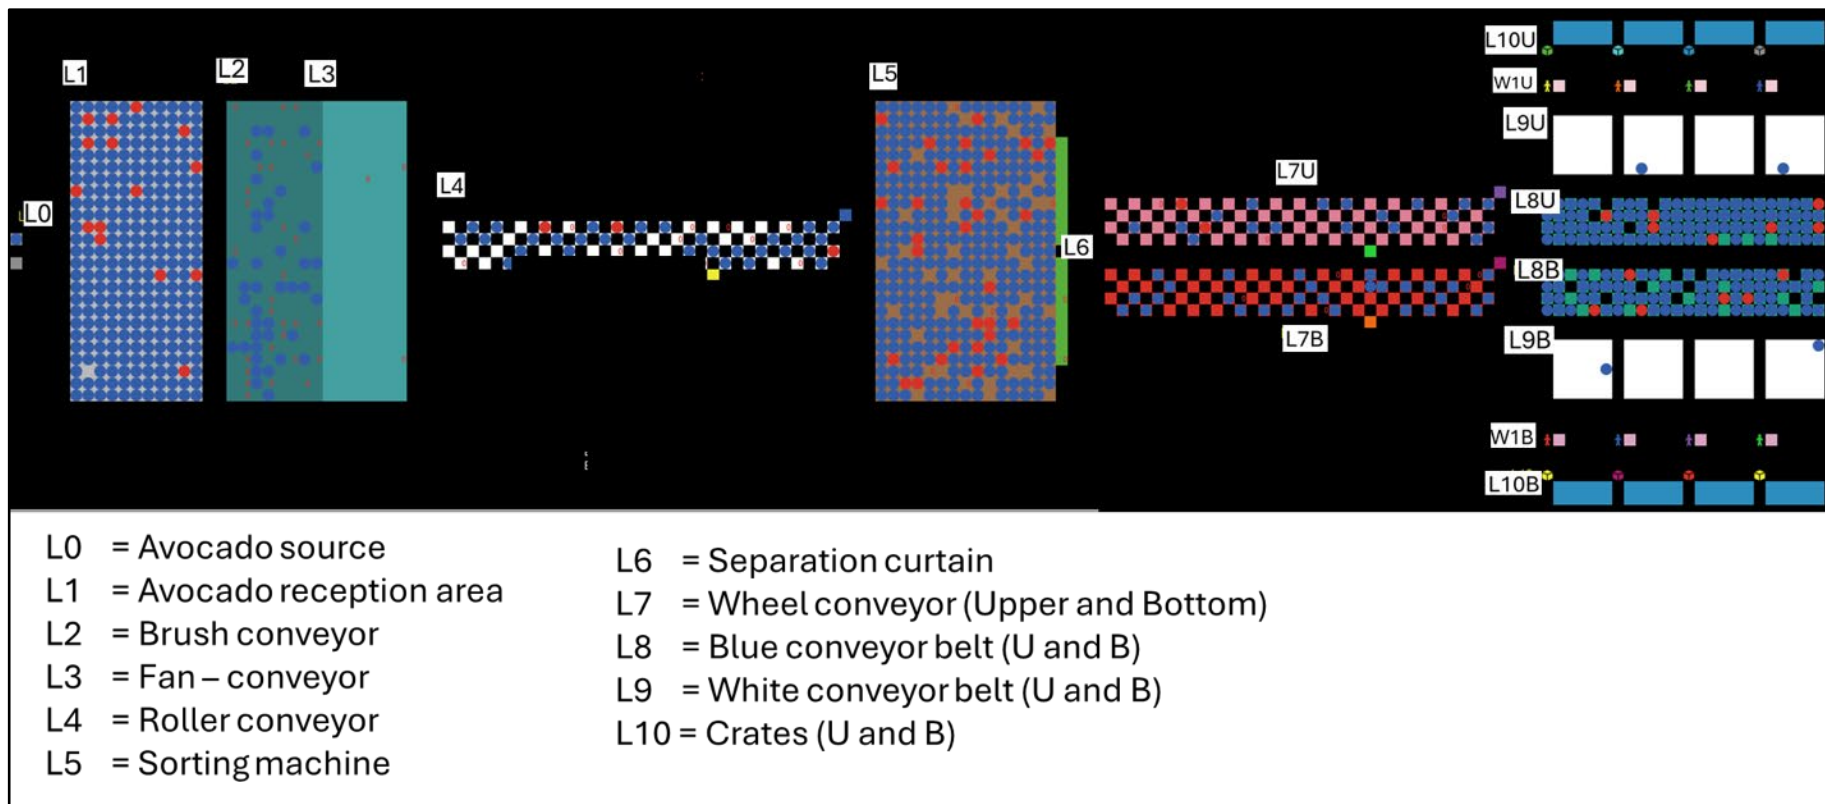 L10U
L1
L2
L3
L5
W1U
L9U
L4
L7U
L0
L8U
L6
L8B
L7B
L9B
W1B
L10B
L0 = Avocado source
L1 = Avocado reception area
L2 = Brush conveyor
L3 = Fan – conveyor
L4 = Roller conveyor
L5 = Sorting machine
L6 = Separation curtain
L7 = Wheel conveyor (Upper and Bottom)
L8 = Blue conveyor belt (U and B)
L9 = White conveyor belt (U and B)
L10 = Crates (U and B)